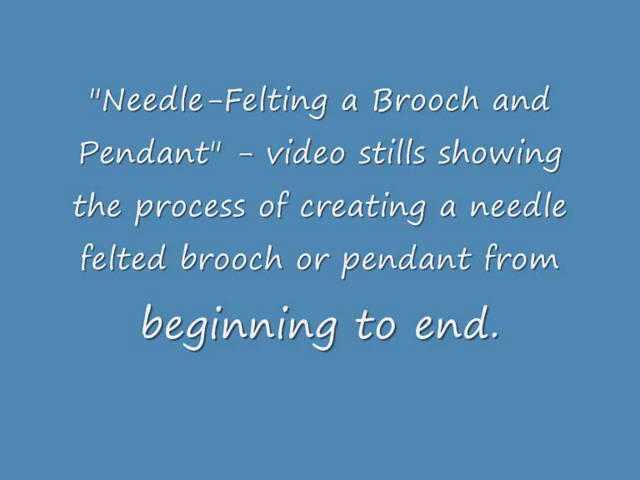 "Needle-Felting a Brooch and
Pendant" - video stills showing
the process of creating a needle
felted brooch or pendant from
beginning to end.